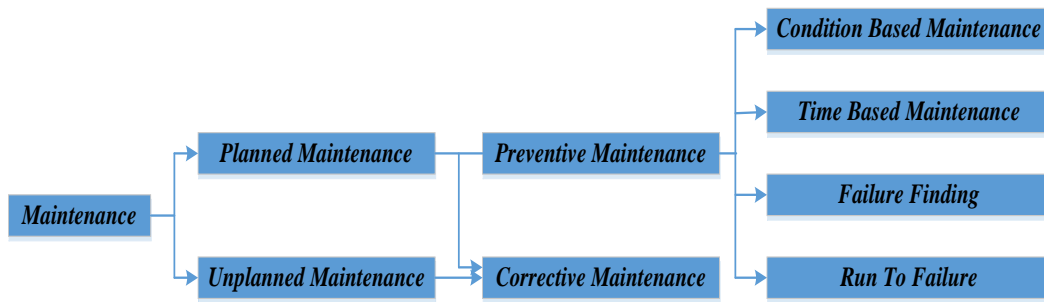 Condition Based Maintenance
Time Based Maintenance
Planned Maintenance
Preventive Maintenance
Failure Finding
Maintenance
Unplanned Maintenance
Corrective Maintenance
Run To Failure